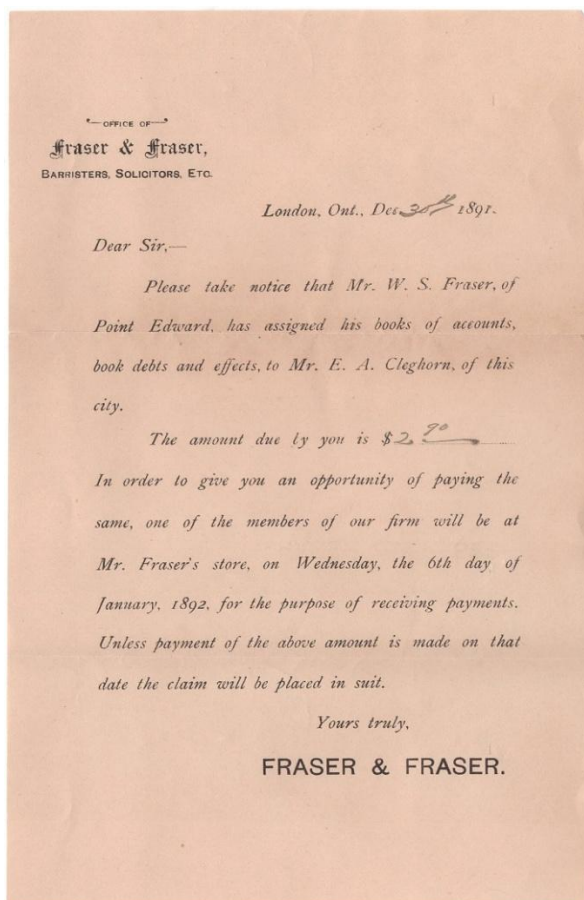 OFFICE OF
Fraser & Fraser,
BARRISTERS, SOLICITORS, ETC.
London, Ont., Dec 30th 1891.
Dear Sir,—
Please take notice that Mr. W. S. Fraser, of
Point Edward, has assigned his books of accounts,
book debts and effects, to Mr. E. A. Cleghorn, of this
city.
The amount due by you is $2 90
In order to give you an opportunity of paying the
same, one of the members of our firm will be at
Mr. Fraser's store, on Wednesday, the 6th day of
January, 1892, for the purpose of receiving payments.
Unless payment of the above amount is made on that
date the claim will be placed in suit.
Yours truly,
FRASER & FRASER.